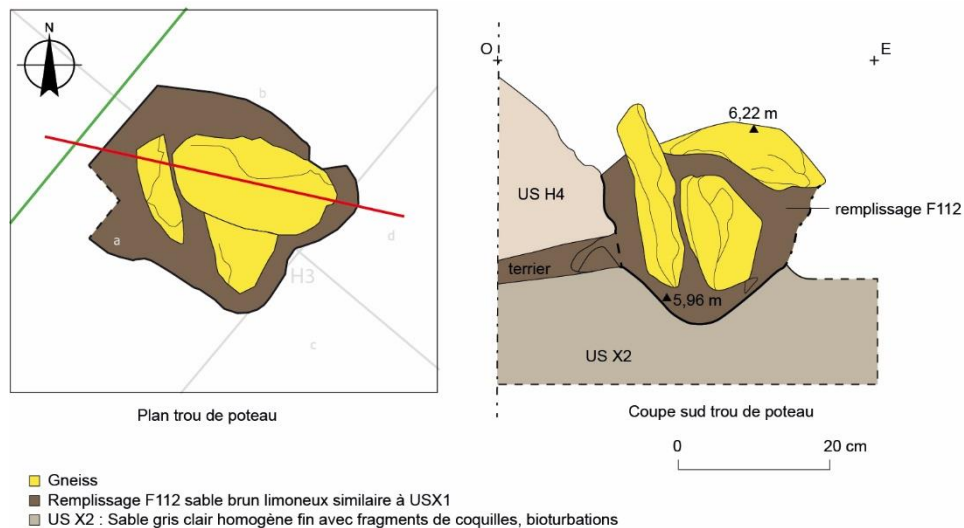 N
b
a
d
H3
c
Plan trou de poteau
O
E
6,22 m
US H4
remplissage F112
terrier
5,96 m
US X2
Coupe sud trou de poteau
0
20 cm
Gneiss
Remplissage F112 sable brun limoneux similaire à USX1
US X2 : Sable gris clair homogène fin avec fragments de coquilles, bioturbations